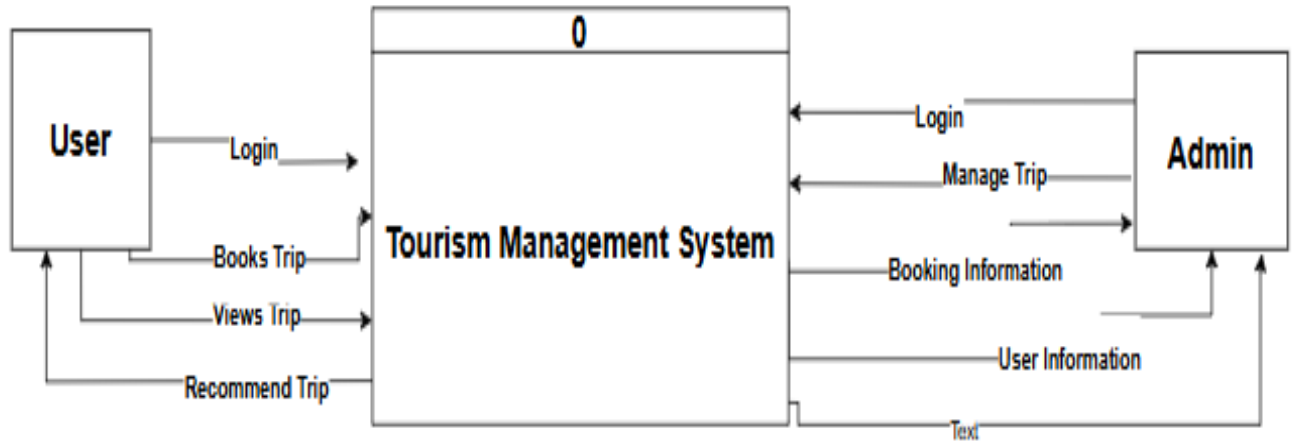 0
User
Login
Login
Admin
Manage Trip
Tourism Management System
Books Trip
Booking Information
Views Trip
User Information
Recommend Trip
Text